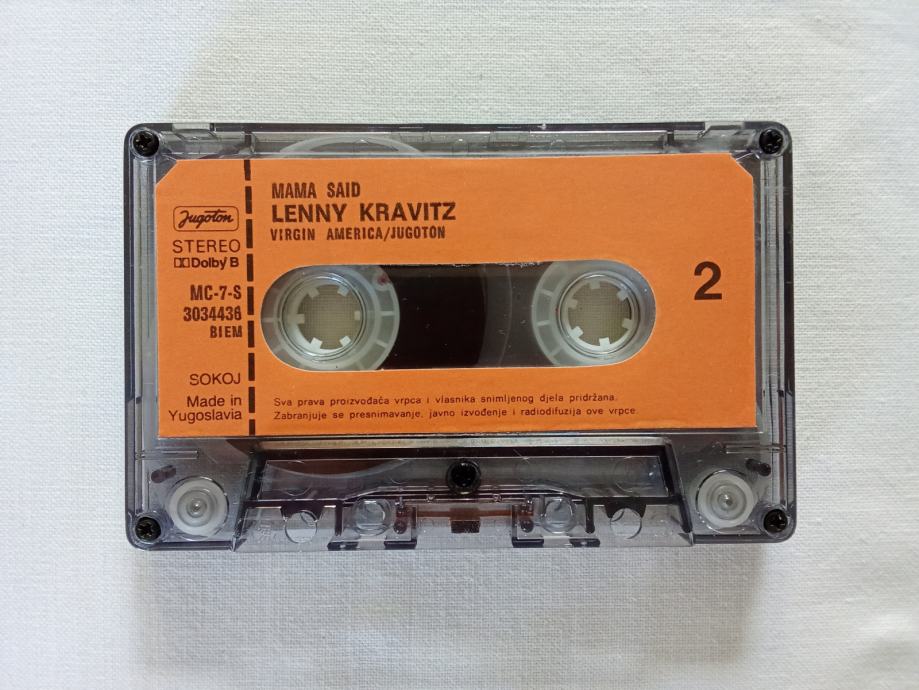 Jugoton
STEREO
Dolby B
MC-7-S
3034436
BIEM
SOKOJ
Made in
Yugoslavia
MAMA SAID
LENNY KRAVITZ
VIRGIN AMERICA/JUGOTON
2
Sva prava proizvođača vrpca i vlasnika snimljenog djela pridržana.
Zabranjuje se presnimavanje, javno izvođenje i radiodifuzija ove vrpce.